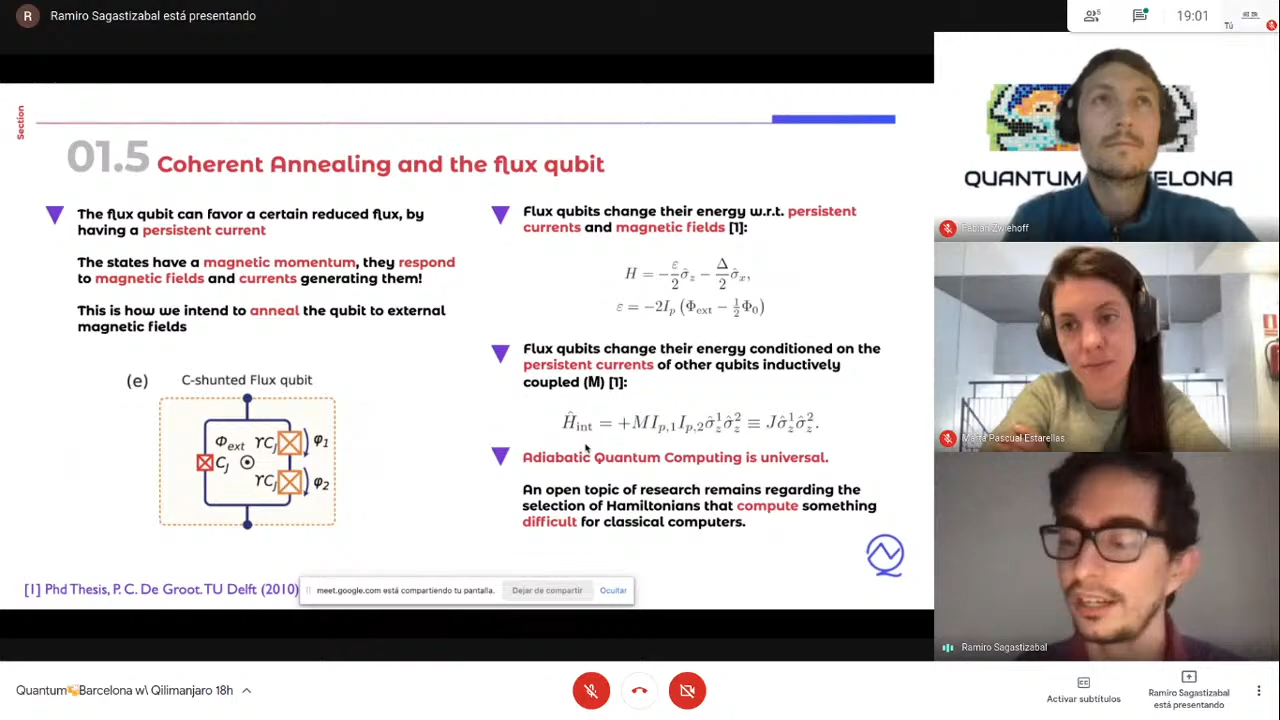 R Ramiro Sagastizabal está presentando
5
19:01
Tú
Section
01.5 Coherent Annealing and the flux qubit
The flux qubit can favor a certain reduced flux, by
having a persistent current
The states have a magnetic momentum, they respond
to magnetic fields and currents generating them!
This is how we intend to anneal the qubit to external
magnetic fields
(e) C-shunted Flux qubit
Φext
γCJ
φ1
CJ
γCJ
φ2
[1] Phd Thesis, P. C. De Groot. TU Delft (2010)
Flux qubits change their energy w.r.t. persistent
currents and magnetic fields [1]:
H = −ε/2 σ̂z − Δ/2 σ̂x,
ε = −2Ip (Φext − ½Φ0)
Flux qubits change their energy conditioned on the
persistent currents of other qubits inductively
coupled (M) [1]:
Ĥint = +MIp,1Ip,2σ̂z¹σ̂z² ≡ Jσ̂z¹σ̂z².
Adiabatic Quantum Computing is universal.
An open topic of research remains regarding the
selection of Hamiltonians that compute something
difficult for classical computers.
meet.google.com está compartiendo tu pantalla. Dejar de compartir Ocultar
Fabian Zwiehoff
Marta Pascual Estarellas
Ramiro Sagastizabal
Quantum Barcelona w\ Qilimanjaro 18h
Activar subtítulos
Ramiro Sagastizabal
está presentando